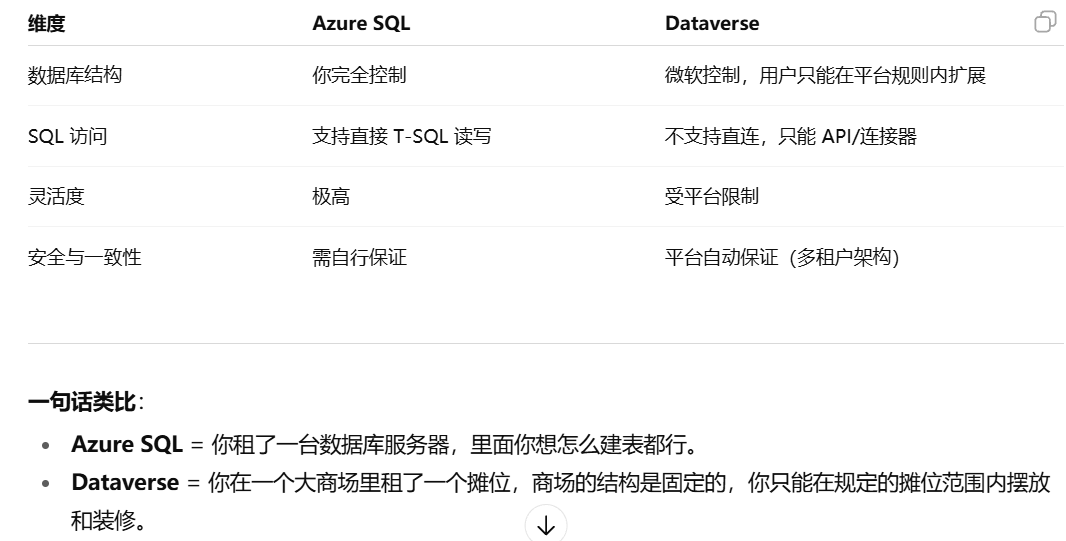 维度 Azure SQL Dataverse
数据库结构 你完全控制 微软控制，用户只能在平台规则内扩展
SQL 访问 支持直接 T-SQL 读写 不支持直连，只能 API/连接器
灵活度 极高 受平台限制
安全与一致性 需自行保证 平台自动保证（多租户架构）
一句话类比：
• Azure SQL = 你租了一台数据库服务器，里面你想怎么建表都行。
• Dataverse = 你在一个大商场里租了一个摊位，商场的结构是固定的，你只能在规定的摊位范围内摆放
和装修。